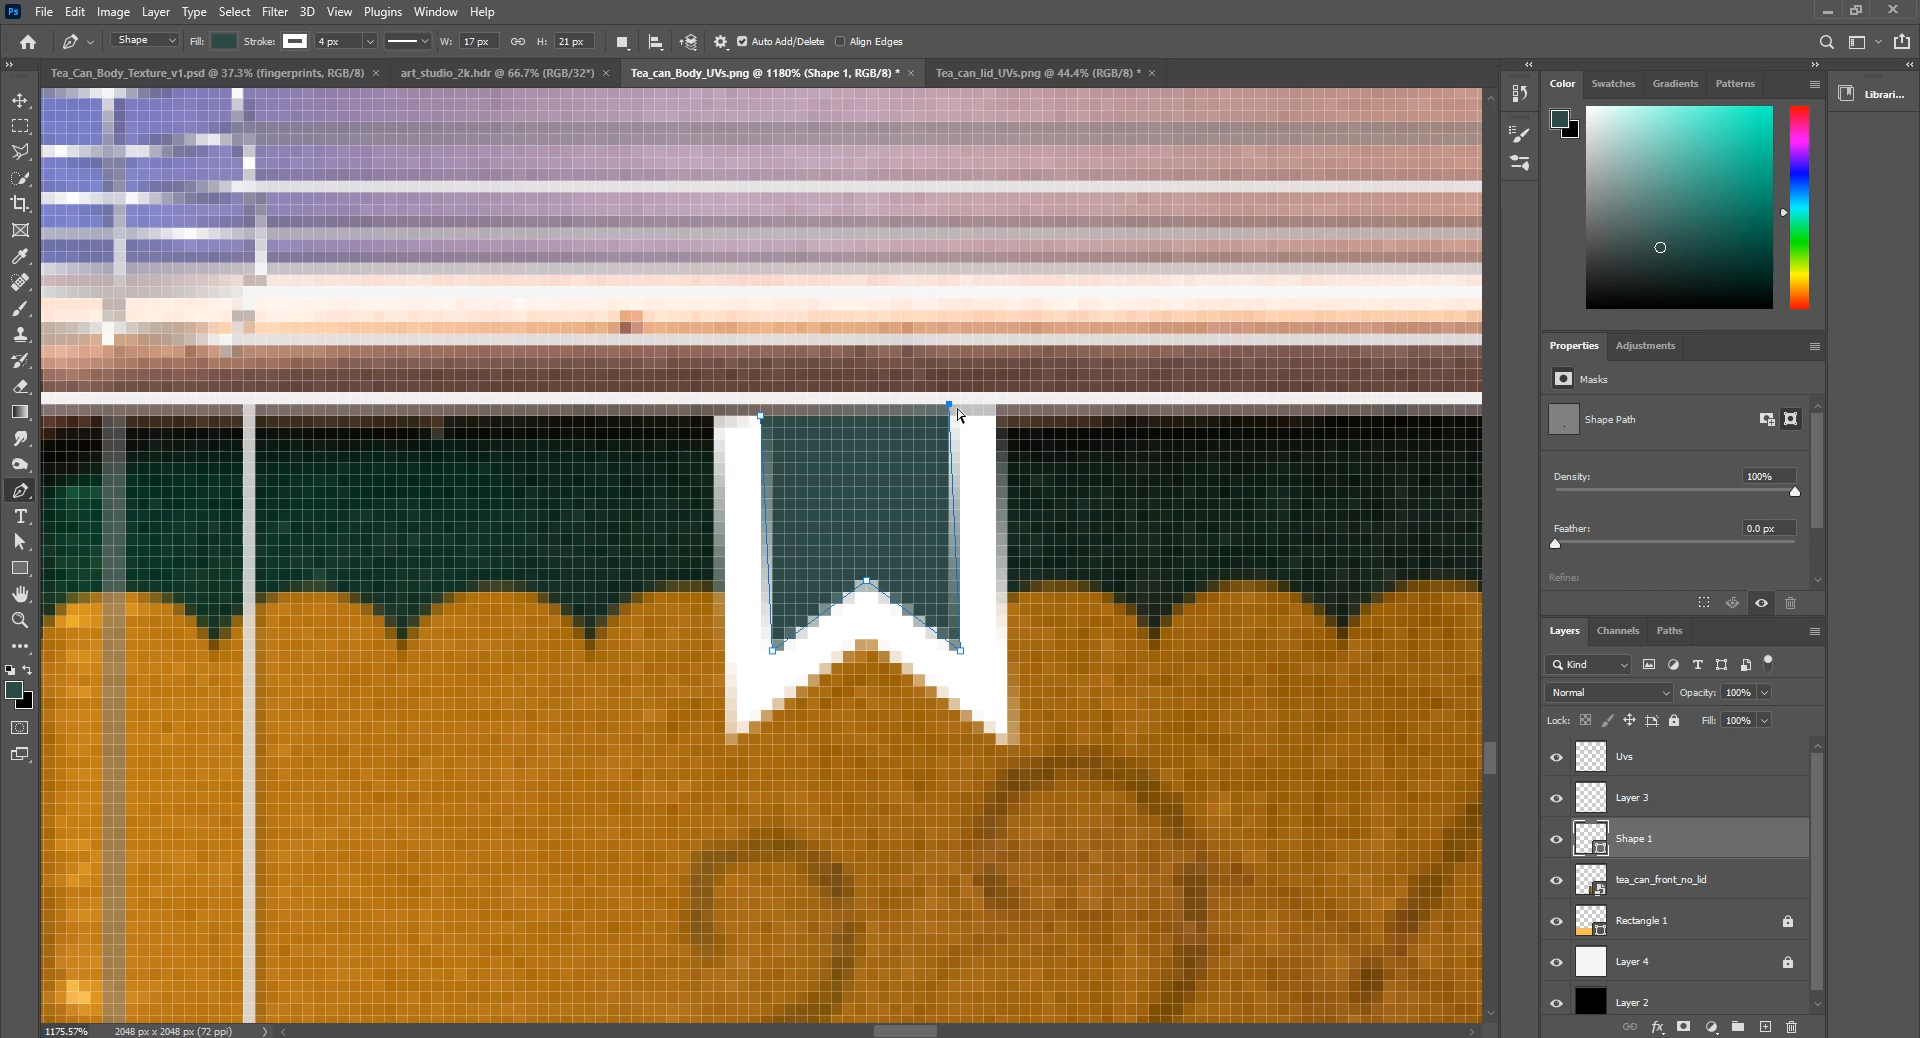 Ps File Edit Image Layer Type Select Filter 3D View Plugins Window Help
Shape Fill: Stroke: 4 px W: 17 px H: 21 px Auto Add/Delete Align Edges
Tea_Can_Body_Texture_v1.psd @ 37.3% (fingerprints, RGB/8) × art_studio_2k.hdr @ 66.7% (RGB/32*) × Tea_can_Body_UVs.png @ 1180% (Shape 1, RGB/8) * × Tea_can_lid_UVs.png @ 44.4% (RGB/8) * ×
Color Swatches Gradients Patterns
Librari...
Properties Adjustments
Masks
Shape Path
Density: 100%
Feather: 0.0 px
Refine:
Layers Channels Paths
Kind
Normal Opacity: 100%
Lock: Fill: 100%
Uvs
Layer 3
Shape 1
tea_can_front_no_lid
Rectangle 1
Layer 4
Layer 2
1175.57% 2048 px x 2048 px (72 ppi)